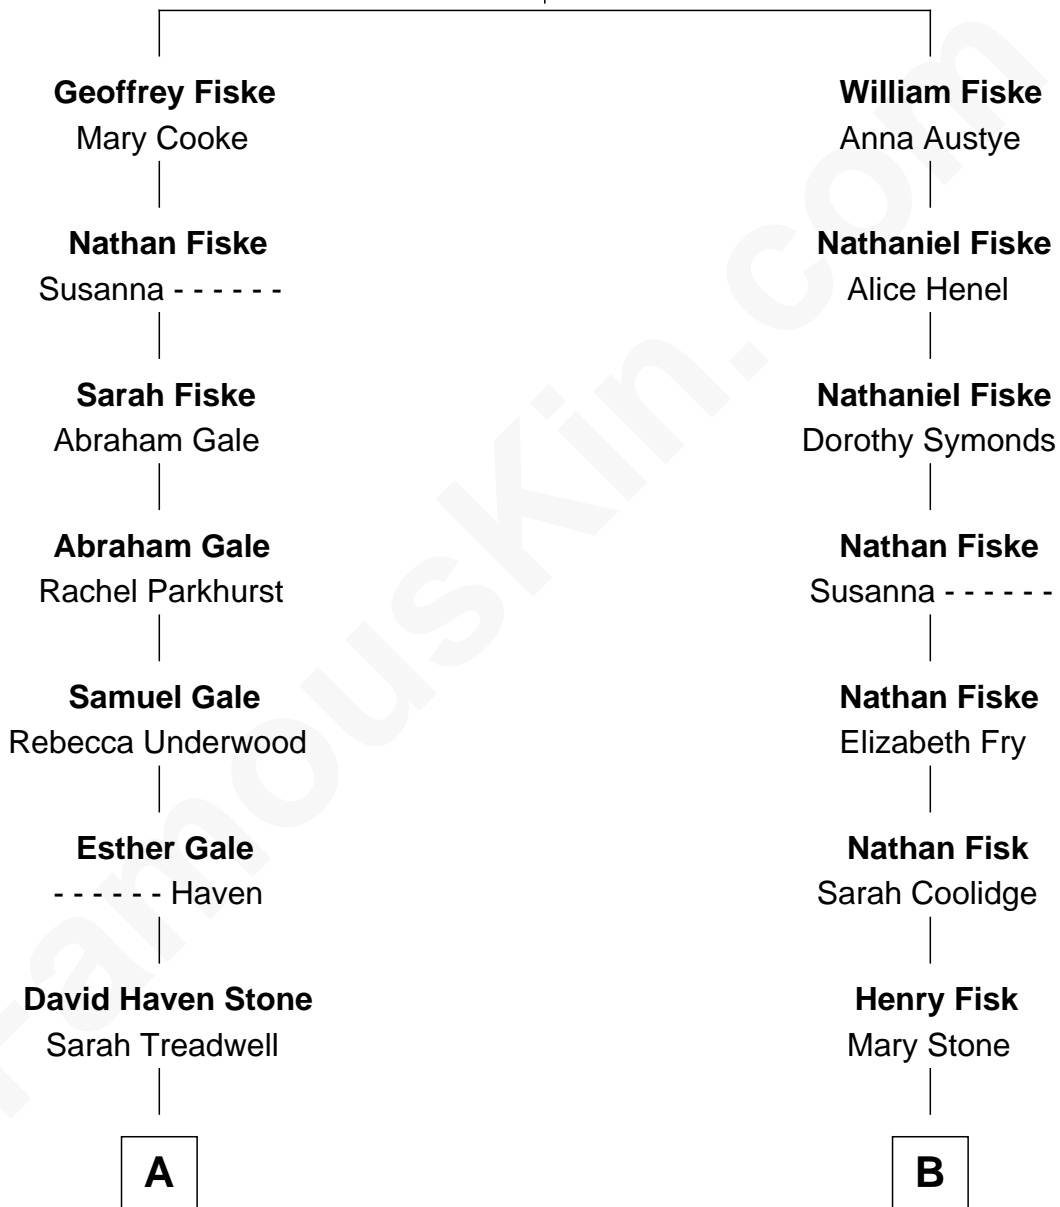 Geoffrey Fiske
Mary Cooke
Nathan Fiske
Susanna - - - - - -
Sarah Fiske
Abraham Gale
Abraham Gale
Rachel Parkhurst
Samuel Gale
Rebecca Underwood
Esther Gale
- - - - - - Haven
David Haven Stone
Sarah Treadwell
A
William Fiske
Anna Austye
Nathaniel Fiske
Alice Henel
Nathaniel Fiske
Dorothy Symonds
Nathan Fiske
Susanna - - - - - -
Nathan Fiske
Elizabeth Fry
Nathan Fisk
Sarah Coolidge
Henry Fisk
Mary Stone
B
FamousKin.com